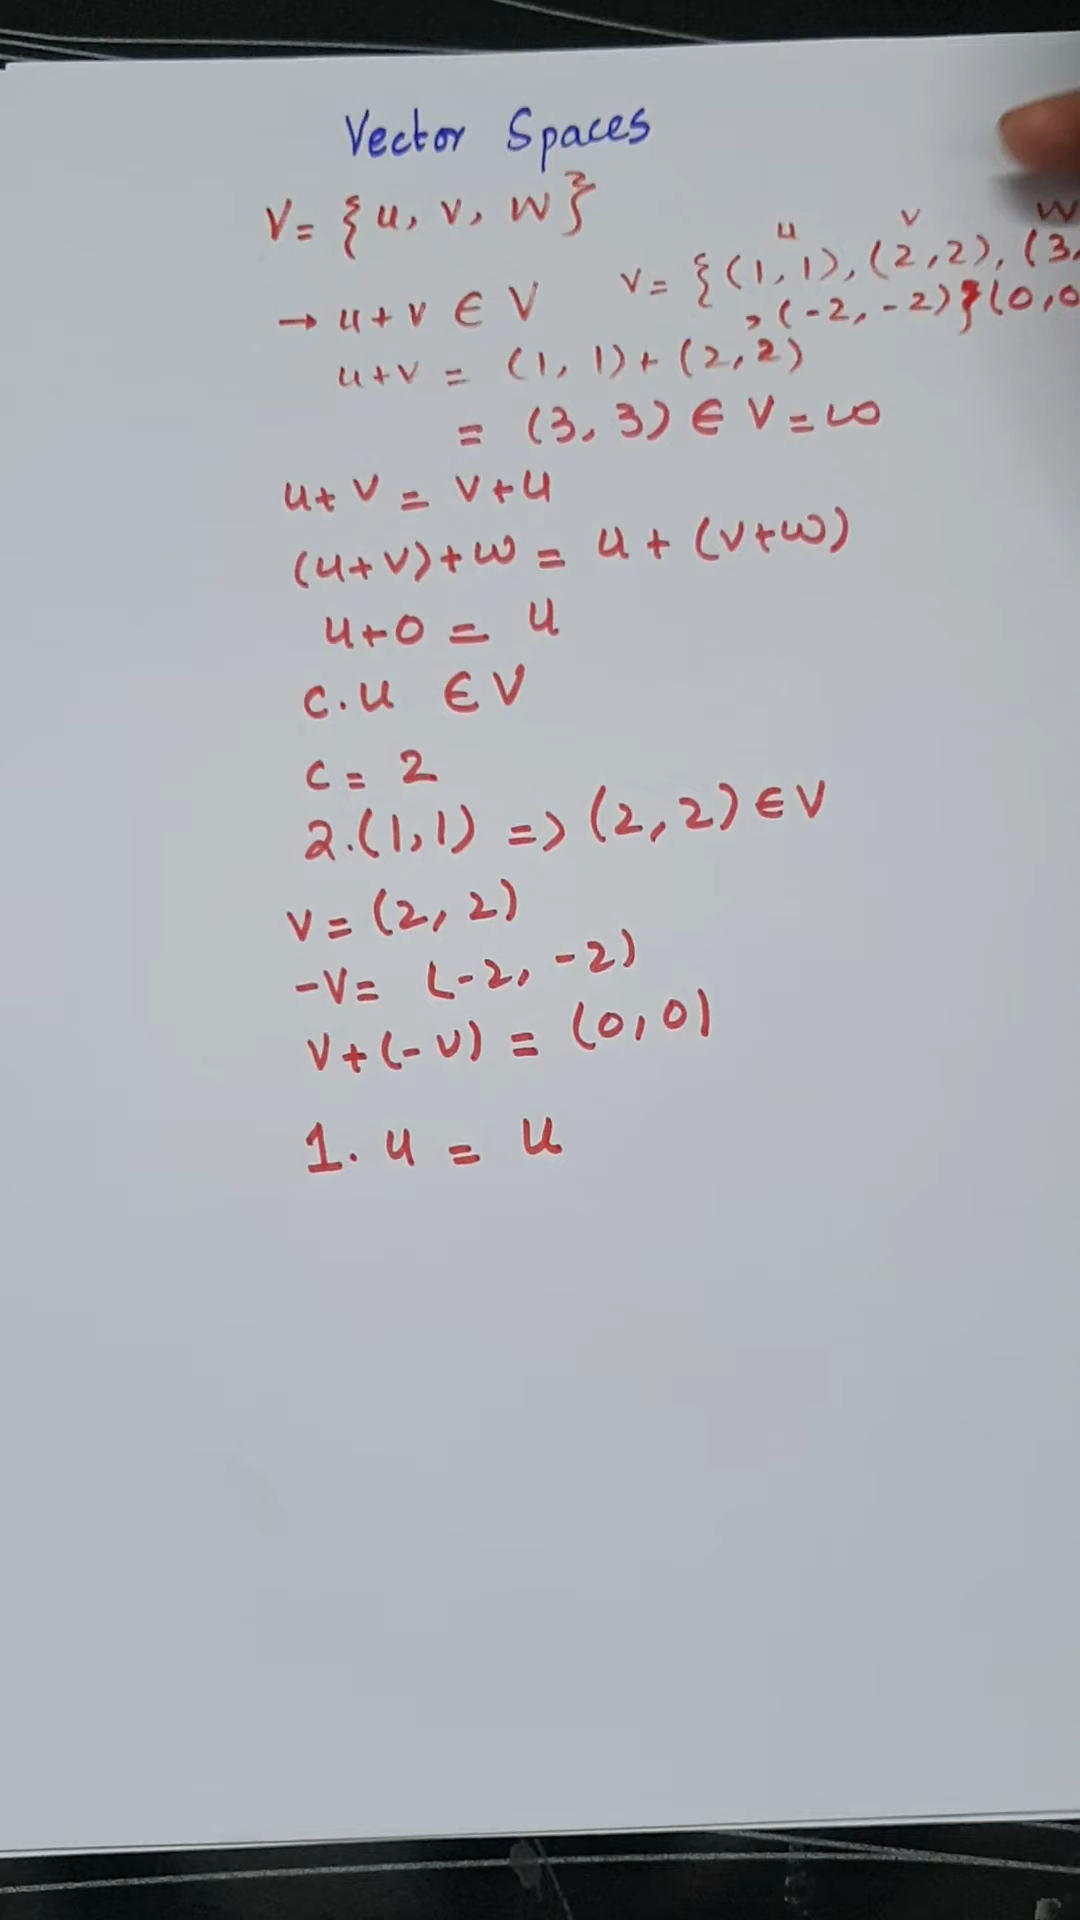 Vector Spaces
V = {u, v, w}
u v w
V = {(1, 1), (2, 2), (3,
, (-2, -2)} (0, 0
→ u + v ∈ V
u + v = (1, 1) + (2, 2)
= (3, 3) ∈ V = w
u + v = v + u
(u + v) + w = u + (v + w)
u + 0 = u
c . u ∈ V
c = 2
2 . (1, 1) => (2, 2) ∈ V
v = (2, 2)
-v = (-2, -2)
v + (-v) = (0, 0)
1 . u = u